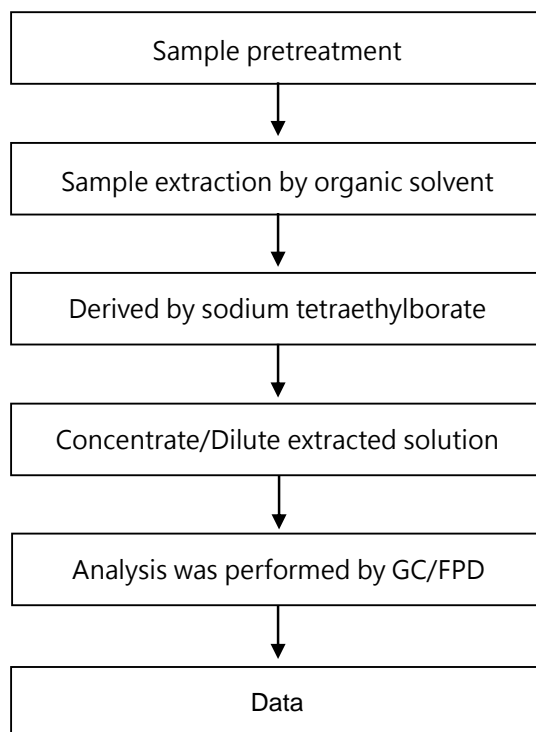 Sample pretreatment
Sample extraction by organic solvent
Derived by sodium tetraethylborate
Concentrate/Dilute extracted solution
Analysis was performed by GC/FPD
Data